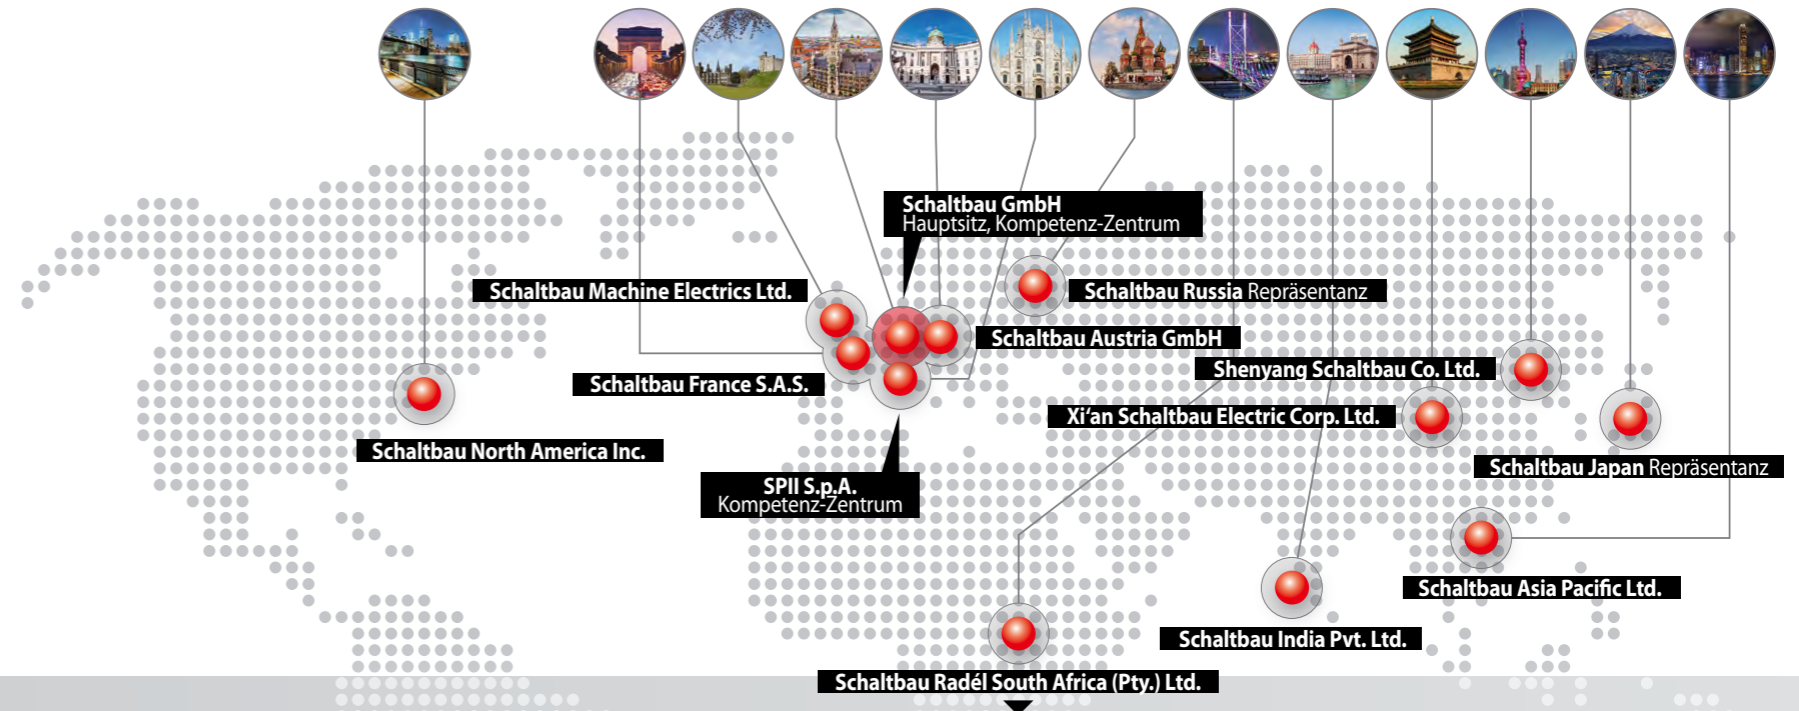 Schaltbau GmbH
Hauptsitz, Kompetenz-Zentrum
Schaltbau Machine Electrics Ltd.
Schaltbau Russia Repräsentanz
Schaltbau Austria GmbH
Shenyang Schaltbau Co. Ltd.
Schaltbau France S.A.S.
Xi‘an Schaltbau Electric Corp. Ltd.
Schaltbau North America Inc.
Schaltbau Japan Repräsentanz
SPII S.p.A.
Kompetenz-Zentrum
Schaltbau Asia Pacific Ltd.
Schaltbau India Pvt. Ltd.
Schaltbau Radél South Africa (Pty.) Ltd.